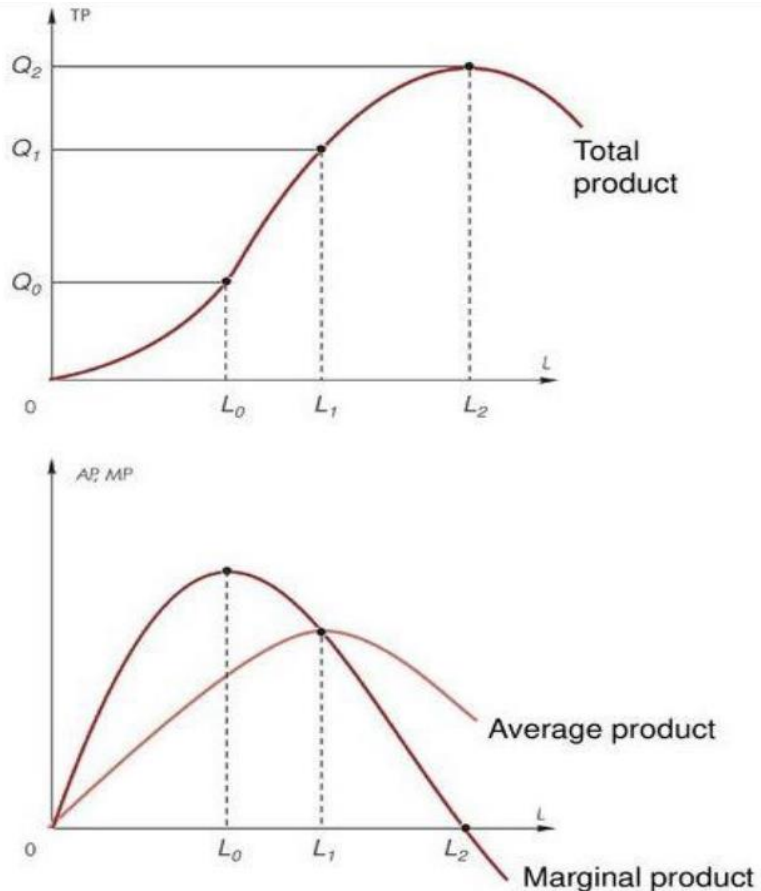 TP
Q₂
Q₁
Total
product
Q₀
L
0
L₀
L₁
L₂
AP, MP
Average product
L
0
L₀
L₁
L₂
Marginal product